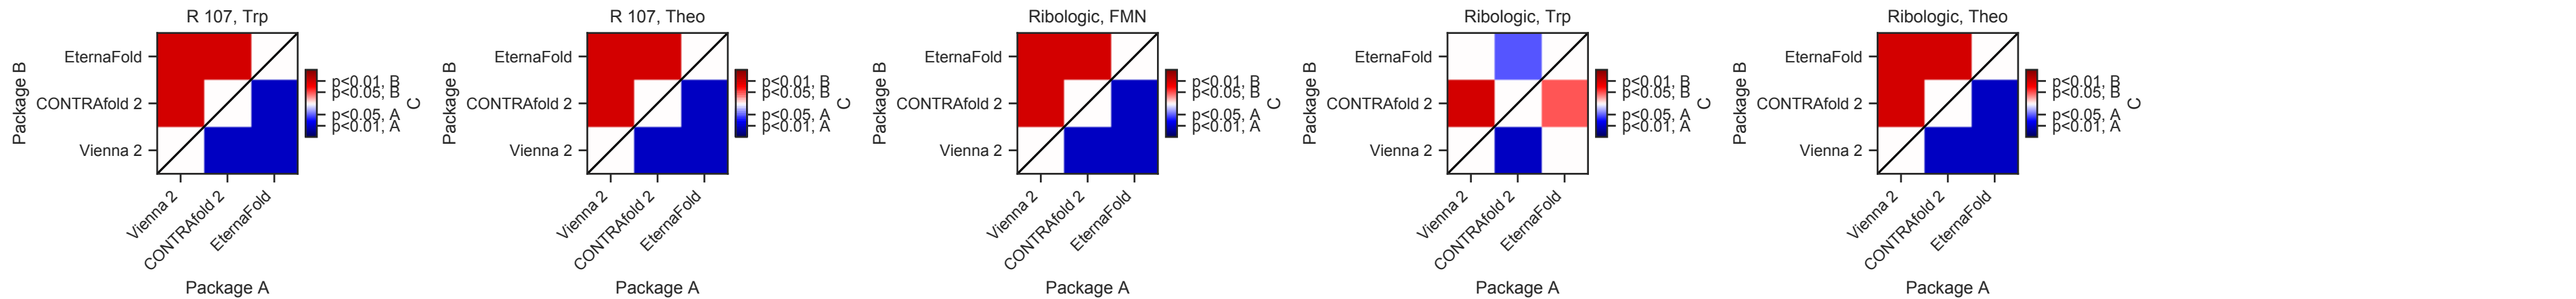 R 107, Trp
EternaFold
CONTRAfold 2
Vienna 2
Package B
Vienna 2
CONTRAfold 2
EternaFold
Package A
p<0.01, B
p<0.05, B
p<0.05, A
p<0.01, A
C
R 107, Theo
EternaFold
CONTRAfold 2
Vienna 2
Package B
Vienna 2
CONTRAfold 2
EternaFold
Package A
p<0.01, B
p<0.05, B
p<0.05, A
p<0.01, A
C
Ribologic, FMN
EternaFold
CONTRAfold 2
Vienna 2
Package B
Vienna 2
CONTRAfold 2
EternaFold
Package A
p<0.01, B
p<0.05, B
p<0.05, A
p<0.01, A
C
Ribologic, Trp
EternaFold
CONTRAfold 2
Vienna 2
Package B
Vienna 2
CONTRAfold 2
EternaFold
Package A
p<0.01, B
p<0.05, B
p<0.05, A
p<0.01, A
C
Ribologic, Theo
EternaFold
CONTRAfold 2
Vienna 2
Package B
Vienna 2
CONTRAfold 2
EternaFold
Package A
p<0.01, B
p<0.05, B
p<0.05, A
p<0.01, A
C